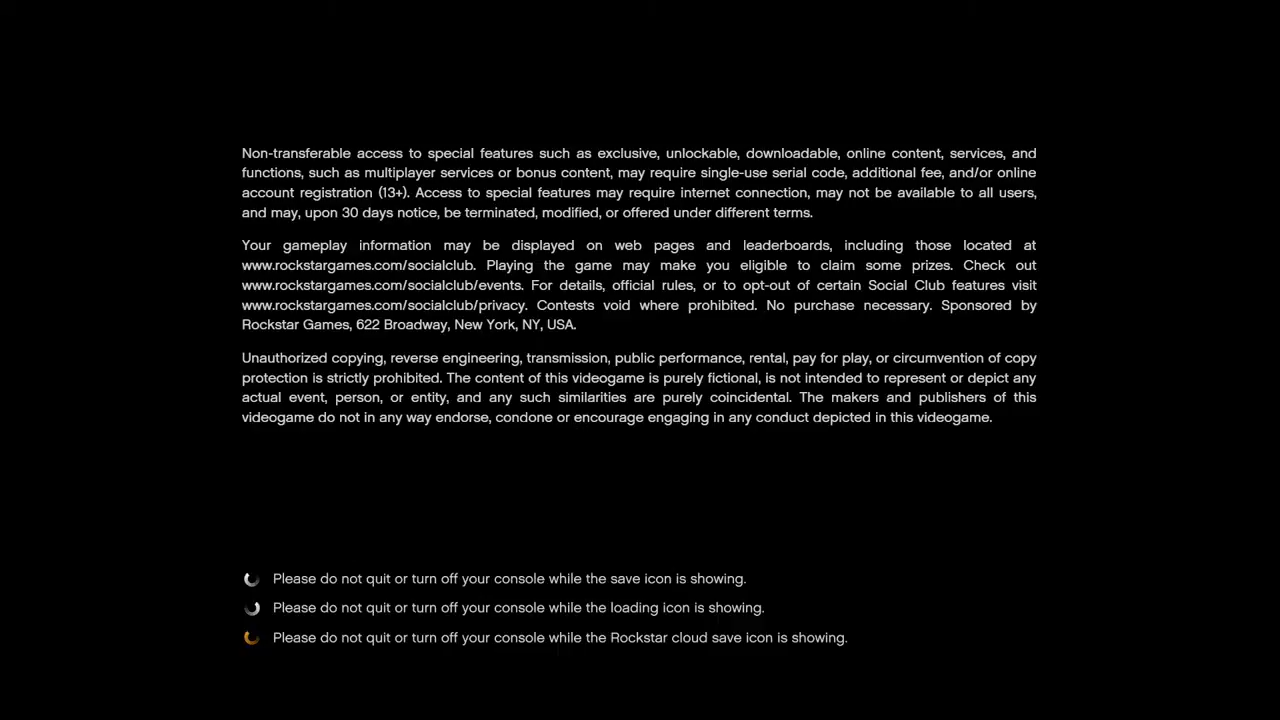 Non-transferable access to special features such as exclusive, unlockable, downloadable, online content, services, and
functions, such as multiplayer services or bonus content, may require single-use serial code, additional fee, and/or online
account registration (13+). Access to special features may require internet connection, may not be available to all users,
and may, upon 30 days notice, be terminated, modified, or offered under different terms.
Your gameplay information may be displayed on web pages and leaderboards, including those located at
www.rockstargames.com/socialclub. Playing the game may make you eligible to claim some prizes. Check out
www.rockstargames.com/socialclub/events. For details, official rules, or to opt-out of certain Social Club features visit
www.rockstargames.com/socialclub/privacy. Contests void where prohibited. No purchase necessary. Sponsored by
Rockstar Games, 622 Broadway, New York, NY, USA.
Unauthorized copying, reverse engineering, transmission, public performance, rental, pay for play, or circumvention of copy
protection is strictly prohibited. The content of this videogame is purely fictional, is not intended to represent or depict any
actual event, person, or entity, and any such similarities are purely coincidental. The makers and publishers of this
videogame do not in any way endorse, condone or encourage engaging in any conduct depicted in this videogame.
Please do not quit or turn off your console while the save icon is showing.
Please do not quit or turn off your console while the loading icon is showing.
Please do not quit or turn off your console while the Rockstar cloud save icon is showing.